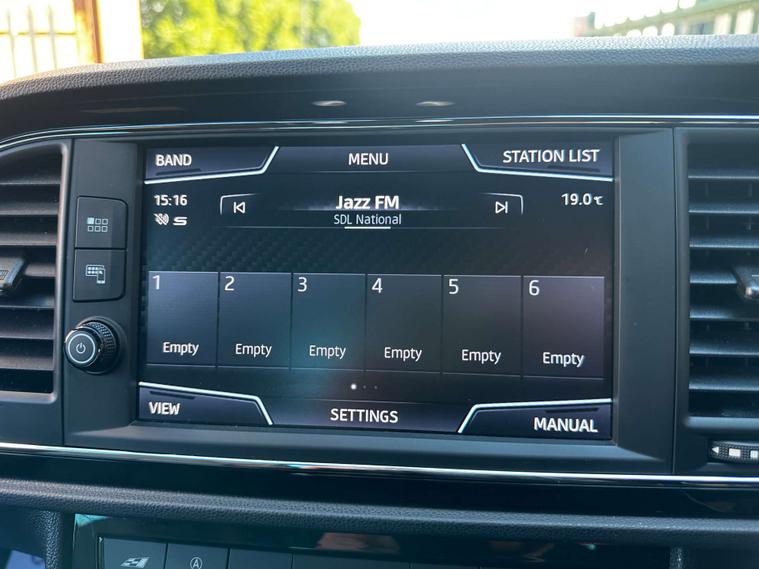 BAND MENU STATION LIST
15:16 Jazz FM 19.0°C
S SDL National
1 2 3 4 5 6
Empty Empty Empty Empty Empty Empty
VIEW SETTINGS MANUAL
A